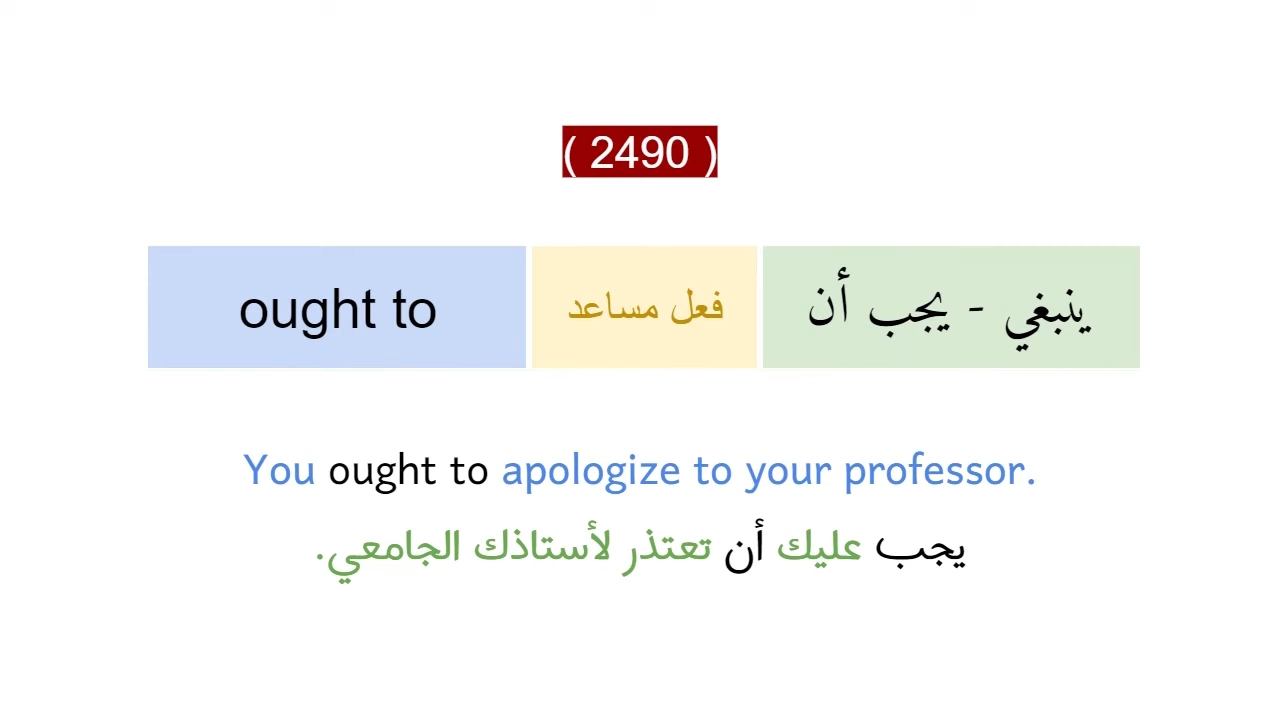 ( 2490 )
ought to
فعل مساعد
ينبغي - يجب أن
You ought to apologize to your professor.
يجب عليك أن تعتذر لأستاذك الجامعي.